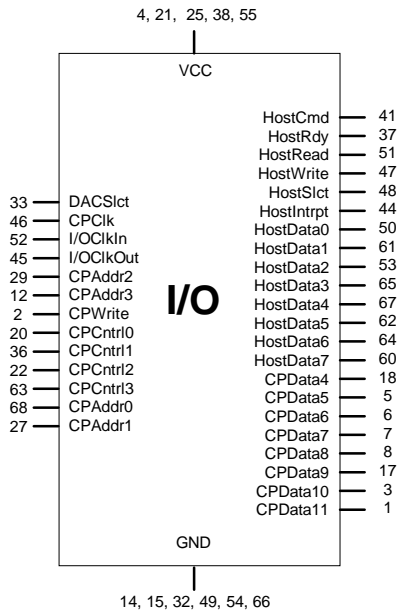 4, 21, 25, 38, 55
VCC
HostCmd 41
HostRdy 37
HostRead 51
HostWrite 47
HostSlct 48
HostIntrpt 44
HostData0 50
HostData1 61
HostData2 53
HostData3 65
HostData4 67
HostData5 62
HostData6 64
HostData7 60
CPData4 18
CPData5 5
CPData6 6
CPData7 7
CPData8 8
CPData9 17
CPData10 3
CPData11 1
33 DACSlct
46 CPClk
52 I/OClkIn
45 I/OClkOut
29 CPAddr2
12 CPAddr3
2 CPWrite
20 CPCntrl0
36 CPCntrl1
22 CPCntrl2
63 CPCntrl3
68 CPAddr0
27 CPAddr1
I/O
GND
14, 15, 32, 49, 54, 66